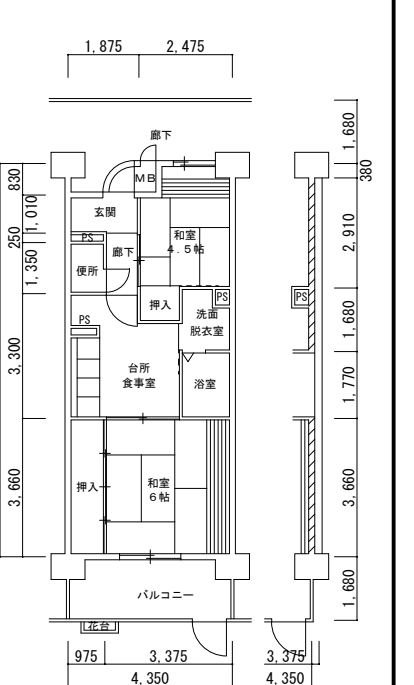 1,875
2,475
廊下
1,680
380
MB
830
玄関
1,010
和室
4.5帖
2,910
250
PS
廊下
便所
1,350
押入
PS
PS
洗面
脱衣室
1,680
PS
台所
食事室
浴室
3,300
1,770
押入
和室
6帖
3,660
3,660
バルコニー
1,680
花台
975
3,375
3,375
4,350
4,350